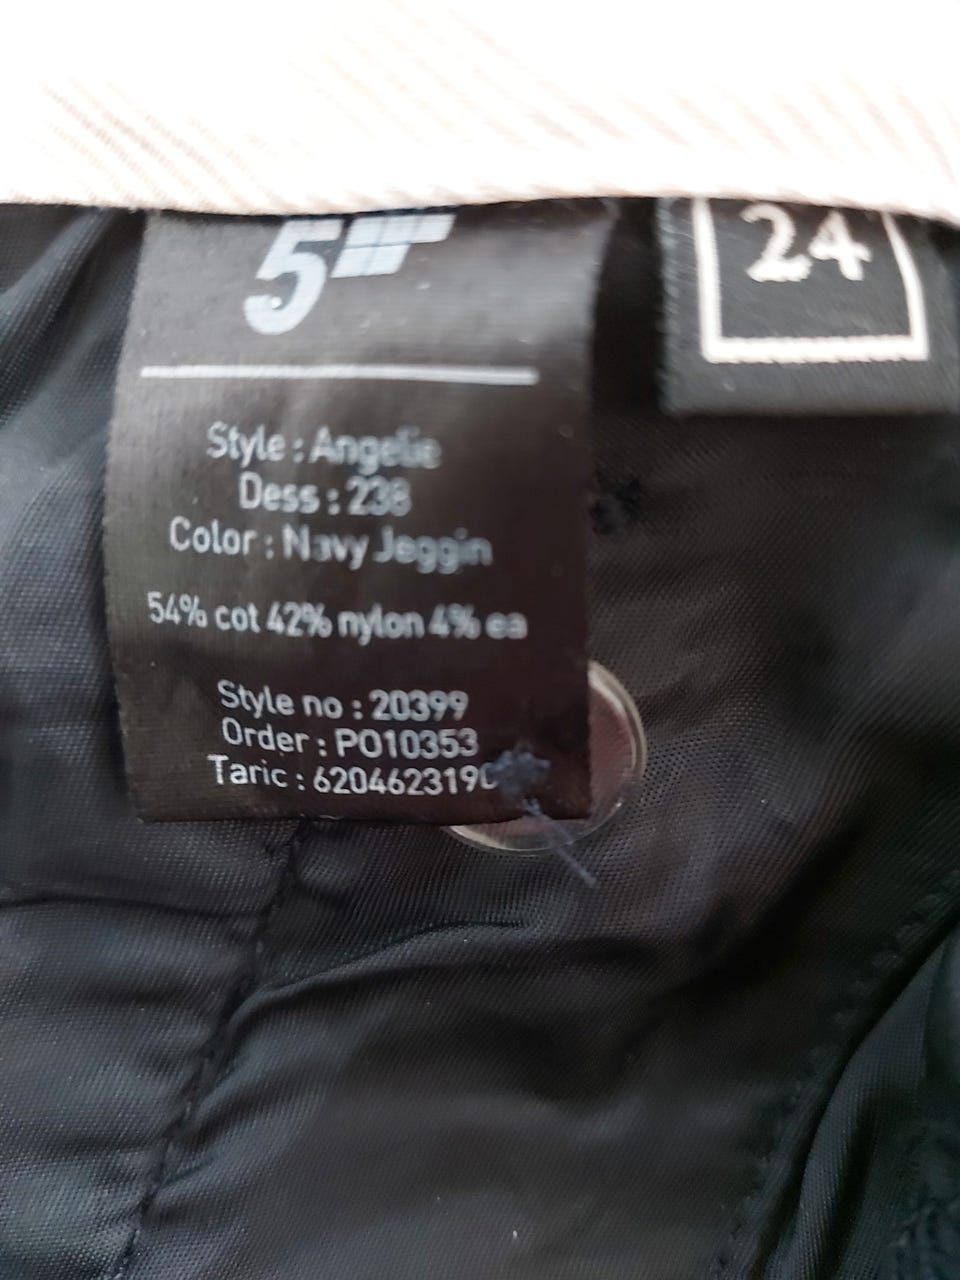 5
24
Style : Angelie
Dess : 238
Color : Navy Jeggin
54% cot 42% nylon 4% ea
Style no : 20399
Order : PO10353
Taric : 6204623190